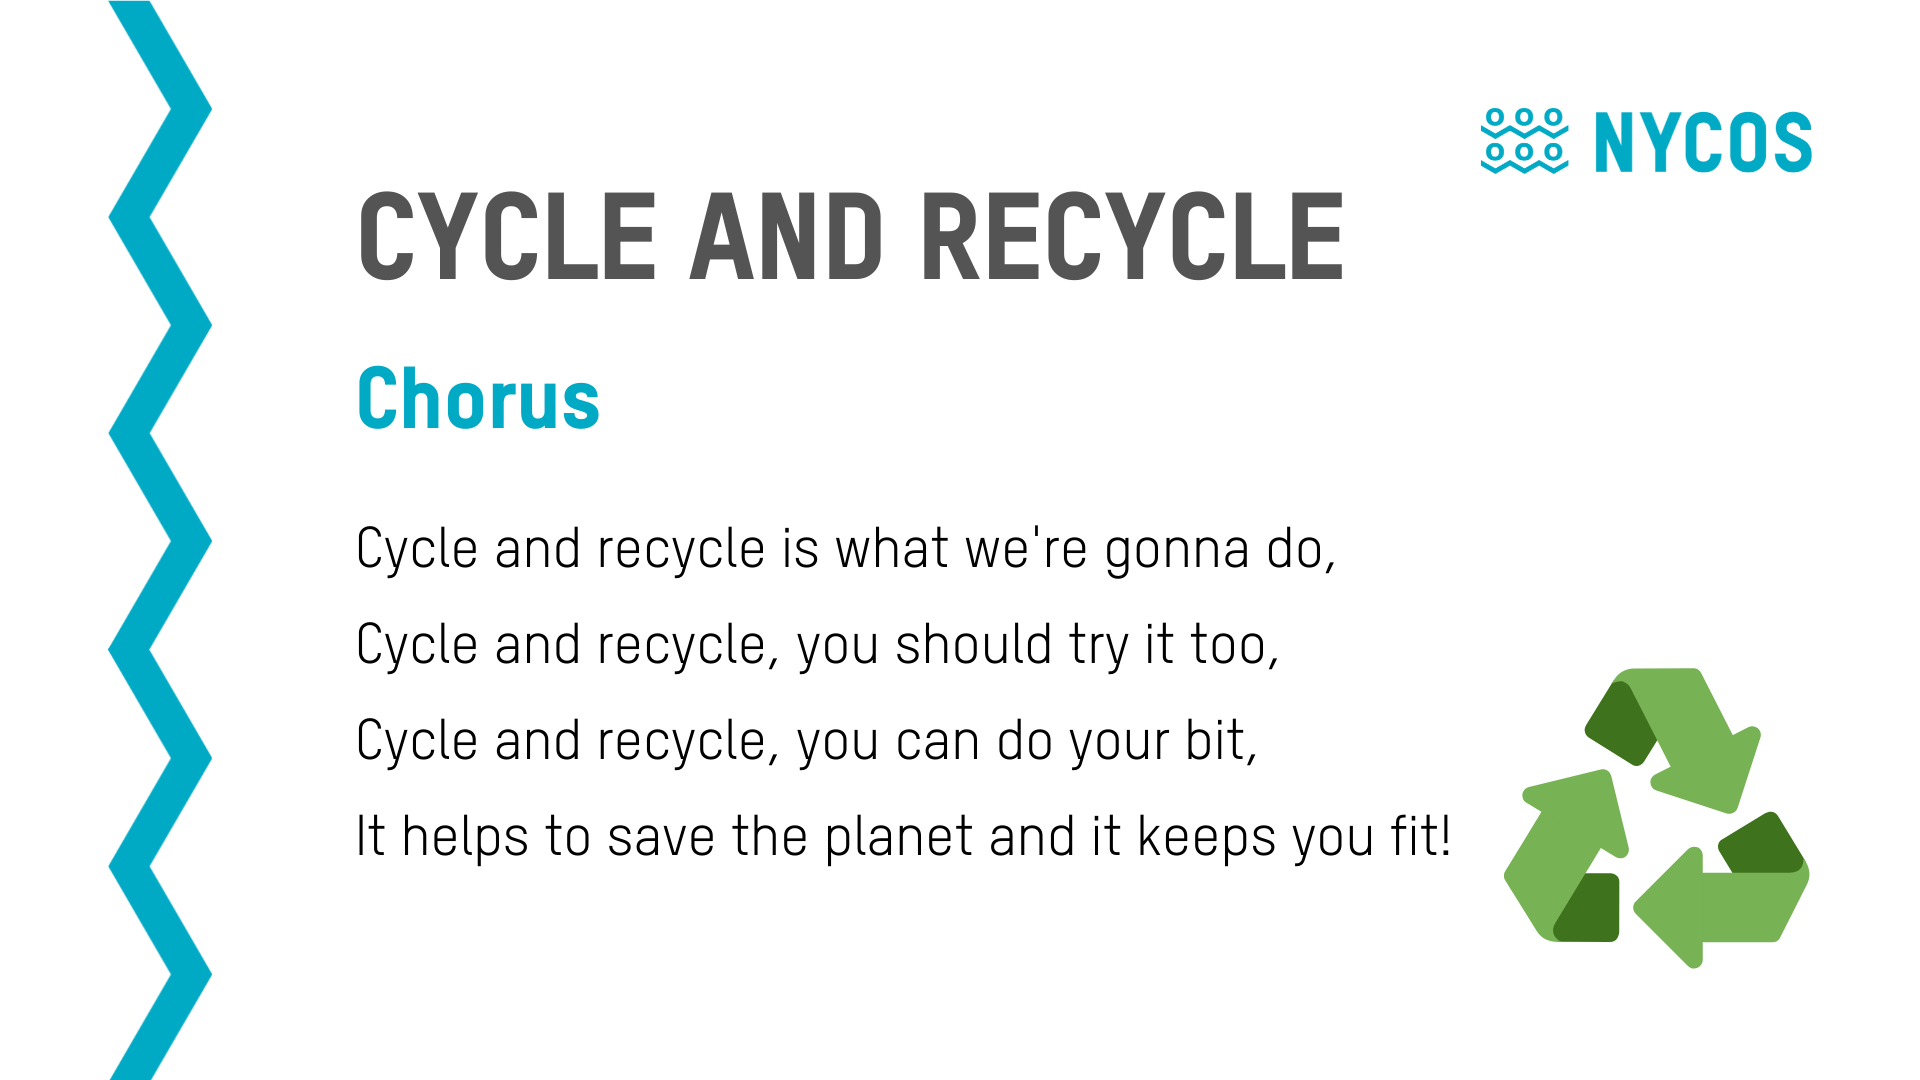 NYCOS
CYCLE AND RECYCLE
Chorus
Cycle and recycle is what we're gonna do,
Cycle and recycle, you should try it too,
Cycle and recycle, you can do your bit,
It helps to save the planet and it keeps you fit!